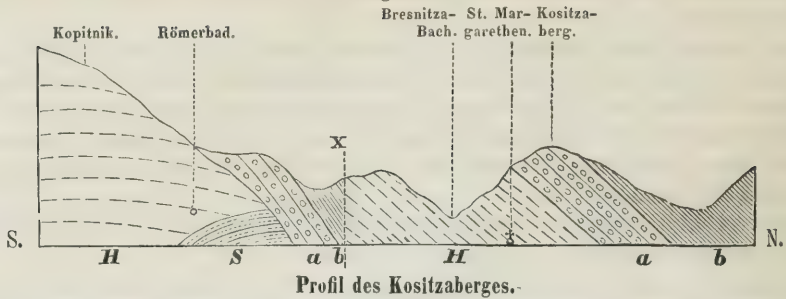 Bresnitza- St. Mar- Kositza-
Kopitnik. Römerbad. Bach. garethen. berg.
X
S. N.
H S a b H a b
Profil des Kositzaberges.